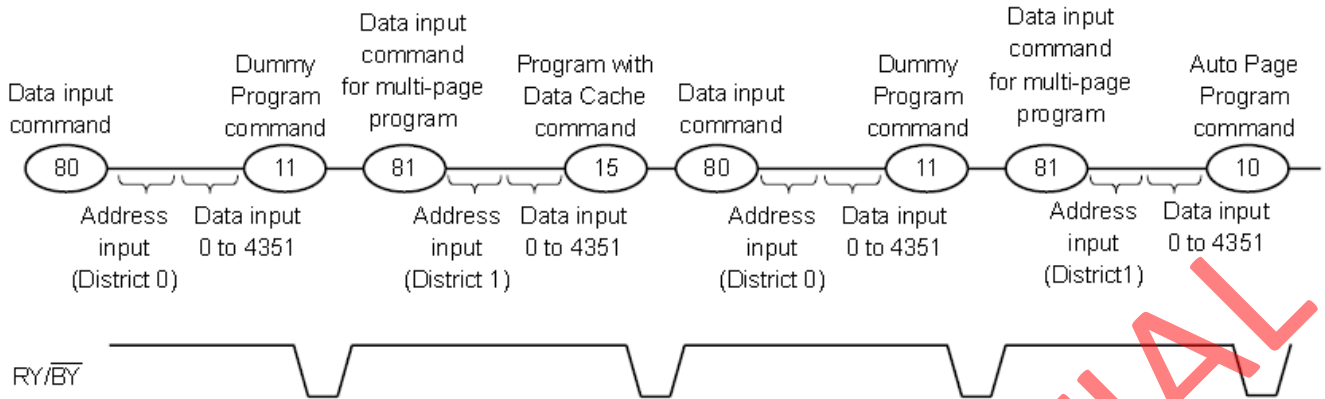 Data input
command
Dummy
Program
command
Data input
command
for multi-page
program
Program with
Data Cache
command
Data input
command
Dummy
Program
command
Data input
command
for multi-page
program
Auto Page
Program
command
80
11
81
15
80
11
81
10
Address
input
(District 0)
Data input
0 to 4351
Address
input
(District 1)
Data input
0 to 4351
Address
input
(District 0)
Data input
0 to 4351
Address
input
(District1)
Data input
0 to 4351
RY/BY